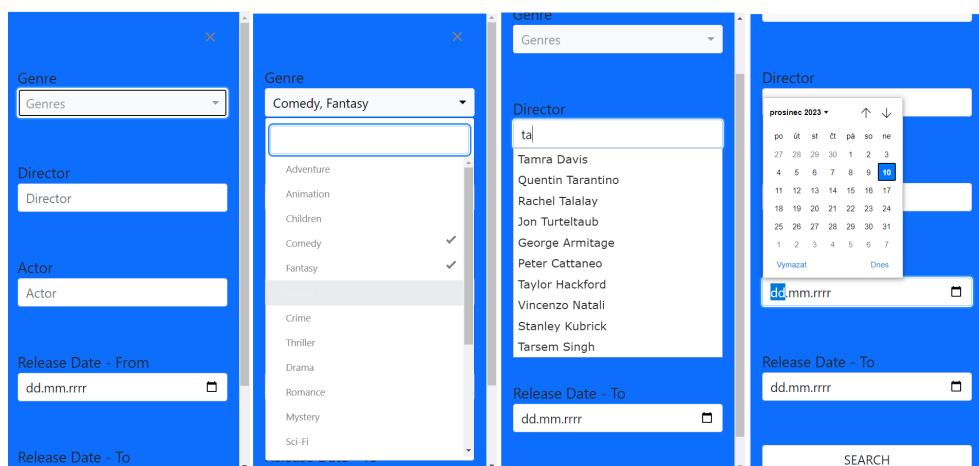 ×
Genre
Genres
Director
Director
Actor
Actor
Release Date - From
dd.mm.rrrr
Release Date - To
×
Genre
Comedy, Fantasy
Adventure
Animation
Children
Comedy
Fantasy
Crime
Thriller
Drama
Romance
Mystery
Sci-Fi
Genre
Genres
Director
ta
Tamra Davis
Quentin Tarantino
Rachel Talalay
Jon Turteltaub
George Armitage
Peter Cattaneo
Taylor Hackford
Vincenzo Natali
Stanley Kubrick
Tarsem Singh
Release Date - To
dd.mm.rrrr
Director
prosinec 2023
po út st čt pá so ne
27 28 29 30 1 2 3
4 5 6 7 8 9 10
11 12 13 14 15 16 17
18 19 20 21 22 23 24
25 26 27 28 29 30 31
1 2 3 4 5 6 7
Vymazat Dnes
dd.mm.rrrr
Release Date - To
dd.mm.rrrr
SEARCH